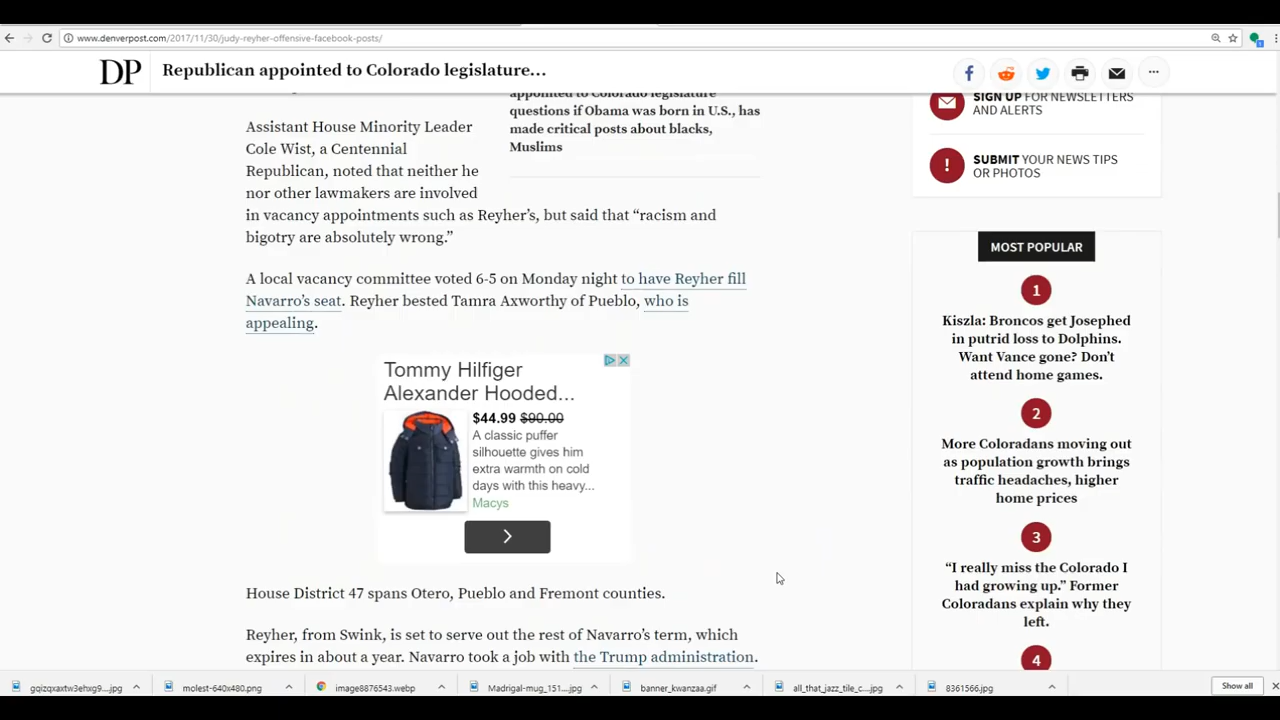 www.denverpost.com/2017/11/30/judy-reyher-offensive-facebook-posts/
DP
Republican appointed to Colorado legislature...
appointed to Colorado legislature
questions if Obama was born in U.S., has
made critical posts about blacks,
Muslims
Assistant House Minority Leader
Cole Wist, a Centennial
Republican, noted that neither he
nor other lawmakers are involved
in vacancy appointments such as Reyher’s, but said that “racism and
bigotry are absolutely wrong.”
A local vacancy committee voted 6-5 on Monday night to have Reyher fill
Navarro’s seat. Reyher bested Tamra Axworthy of Pueblo, who is
appealing.
Tommy Hilfiger
Alexander Hooded...
$44.99 $90.00
A classic puffer
silhouette gives him
extra warmth on cold
days with this heavy...
Macys
House District 47 spans Otero, Pueblo and Fremont counties.
Reyher, from Swink, is set to serve out the rest of Navarro’s term, which
expires in about a year. Navarro took a job with the Trump administration.
SIGN UP FOR NEWSLETTERS
AND ALERTS
SUBMIT YOUR NEWS TIPS
OR PHOTOS
MOST POPULAR
1
Kiszla: Broncos get Josephed
in putrid loss to Dolphins.
Want Vance gone? Don’t
attend home games.
2
More Coloradans moving out
as population growth brings
traffic headaches, higher
home prices
3
“I really miss the Colorado I
had growing up.” Former
Coloradans explain why they
left.
4
gqizqxaxtw3ehxg9....jpg
molest-640x480.png
image8876543.webp
Madrigal-mug_151....jpg
banner_kwanzaa.gif
all_that_jazz_tile_c....jpg
8361566.jpg
Show all